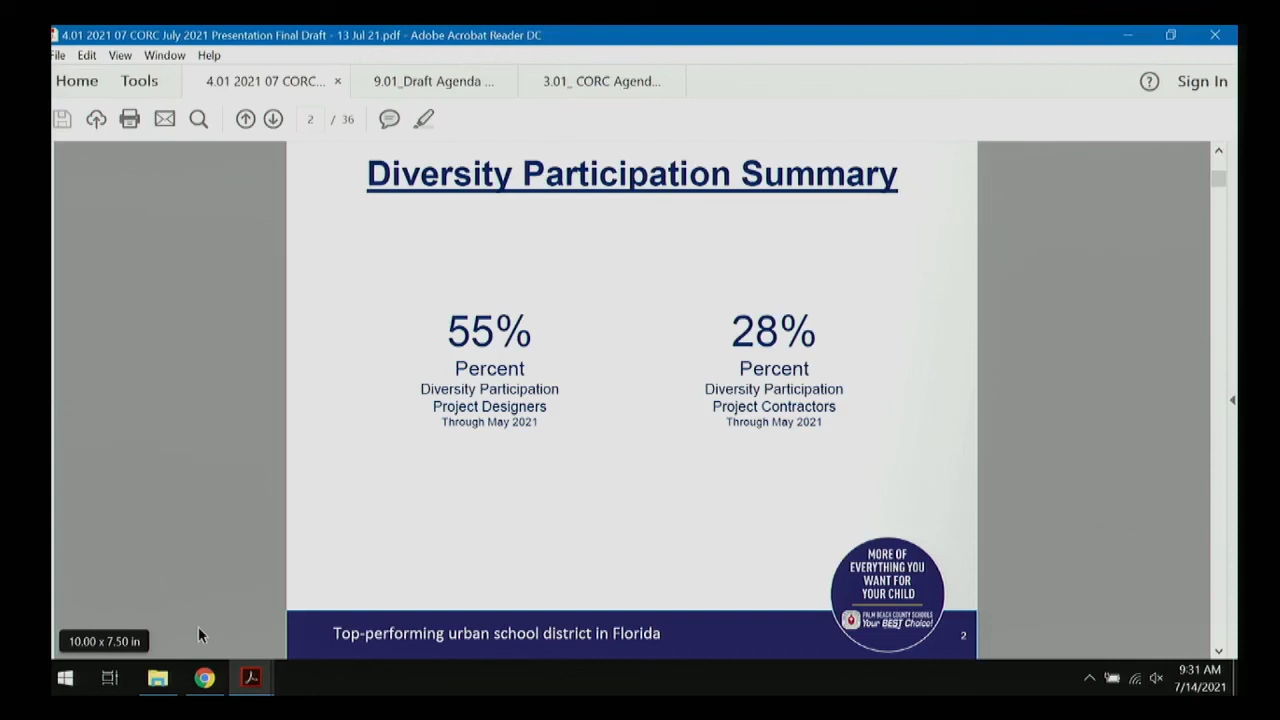 4.01 2021 07 CORC July 2021 Presentation Final Draft - 13 Jul 21.pdf - Adobe Acrobat Reader DC
File Edit View Window Help
Home Tools 4.01 2021 07 CORC... × 9.01_Draft Agenda ... 3.01_ CORC Agend... Sign In
2 / 36
Diversity Participation Summary
55%
Percent
Diversity Participation
Project Designers
Through May 2021
28%
Percent
Diversity Participation
Project Contractors
Through May 2021
MORE OF
EVERYTHING YOU
WANT FOR
YOUR CHILD
PALM BEACH COUNTY SCHOOLS
Your BEST Choice!
Top-performing urban school district in Florida
2
10.00 x 7.50 in
9:31 AM
7/14/2021